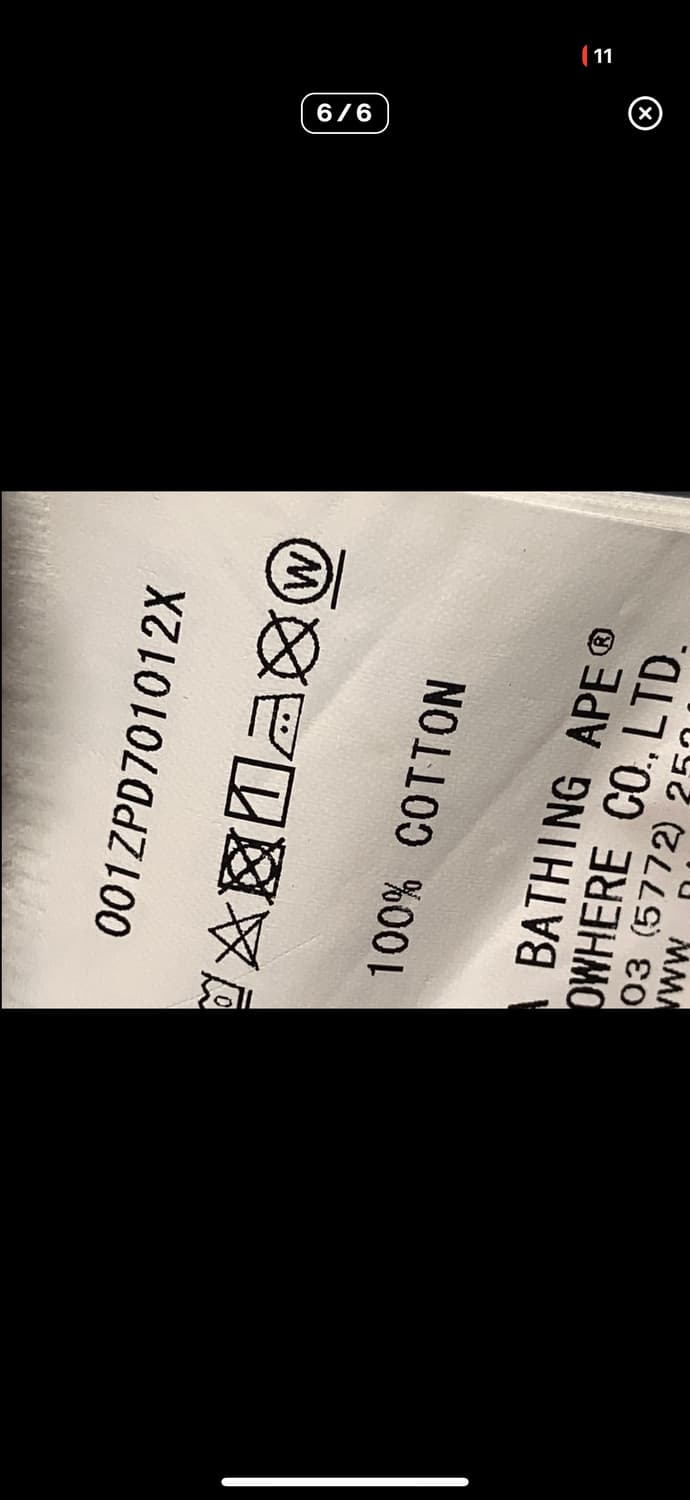 11
6/6
001ZPD701012X
W
100% COTTON
BATHING APE®
OWHERE CO., LTD.
03 (5772)